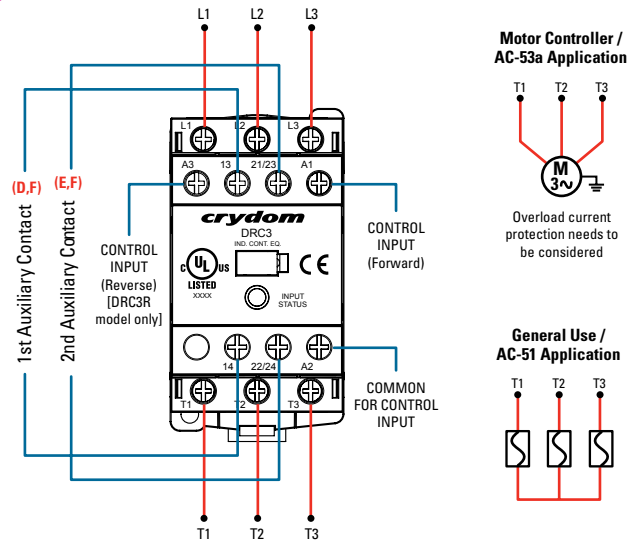 L1
L2
L3
L1
L2
L3
A3
13
21/23
A1
(D,F)
(E,F)
1st Auxiliary Contact
2nd Auxiliary Contact
CONTROL
INPUT
(Reverse)
[DRC3R
model only]
crydom
DRC3
IND. CONT. EQ.
C
UL
US
LISTED
XXXX
CE
INPUT
STATUS
CONTROL
INPUT
(Forward)
14
22/24
A2
COMMON
FOR CONTROL
INPUT
T1
T2
T3
T1
T2
T3
Motor Controller /
AC-53a Application
T1
T2
T3
M
3~
Overload current
protection needs to
be considered
General Use /
AC-51 Application
T1
T2
T3